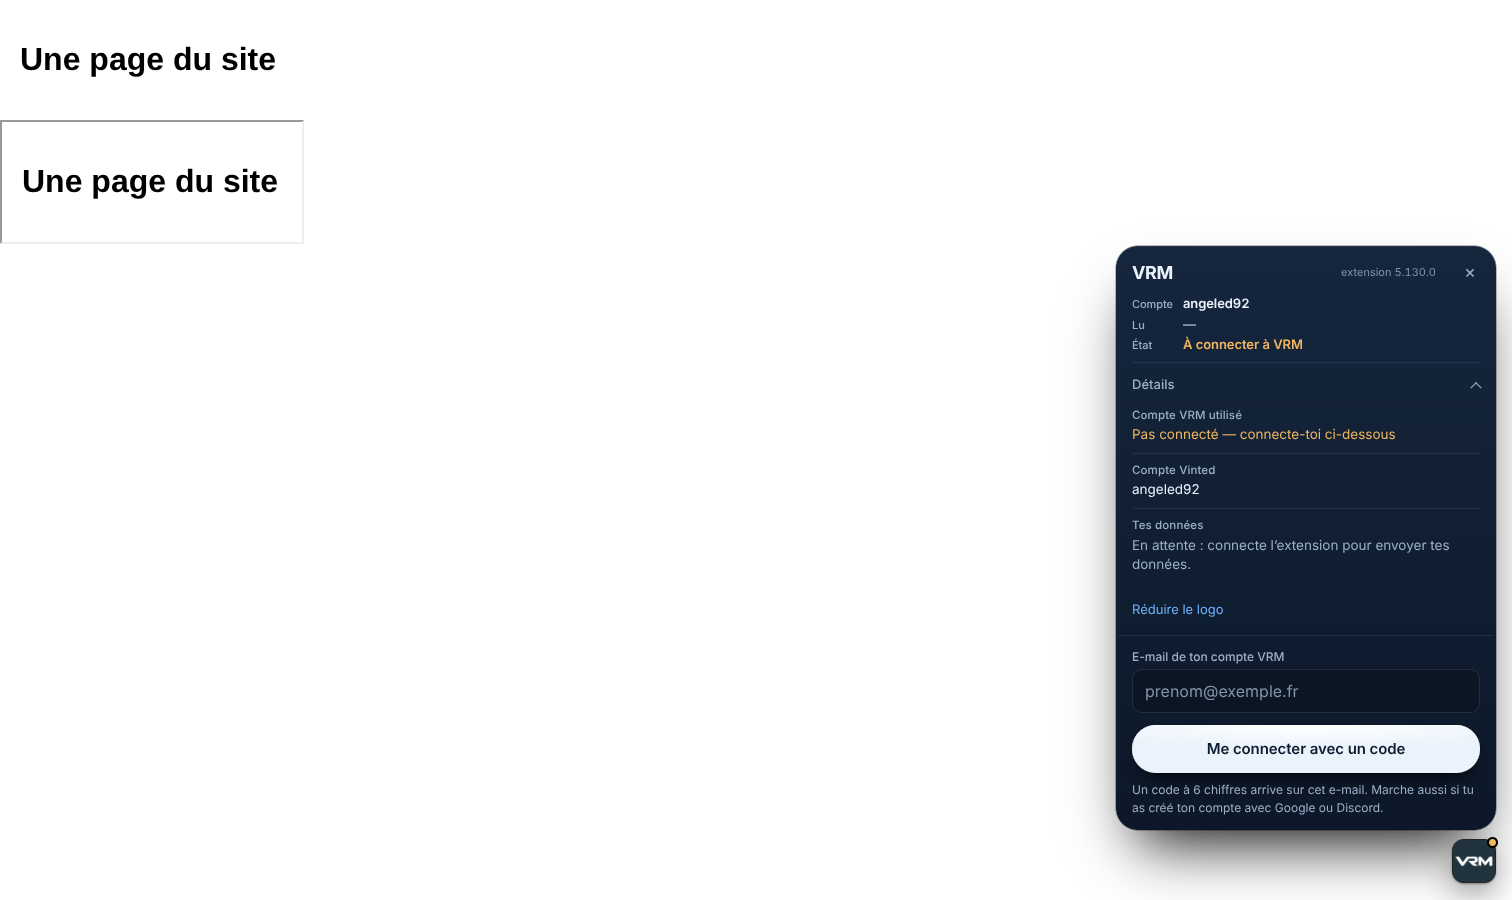 Une page du site
Une page du site
VRM
extension 5.130.0
Compte angeled92
Lu —
État À connecter à VRM
Détails
Compte VRM utilisé
Pas connecté — connecte-toi ci-dessous
Compte Vinted
angeled92
Tes données
En attente : connecte l’extension pour envoyer tes
données.
Réduire le logo
E-mail de ton compte VRM
prenom@exemple.fr
Me connecter avec un code
Un code à 6 chiffres arrive sur cet e-mail. Marche aussi si tu
as créé ton compte avec Google ou Discord.
VRM